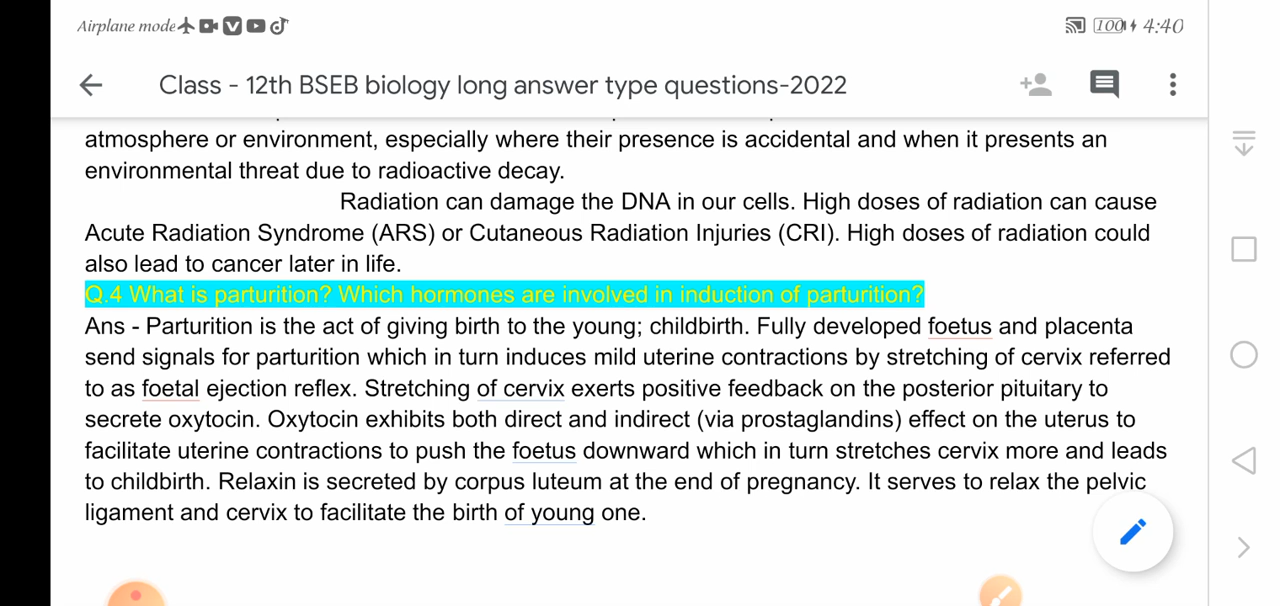 Airplane mode 100 4:40
Class - 12th BSEB biology long answer type questions-2022
atmosphere or environment, especially where their presence is accidental and when it presents an
environmental threat due to radioactive decay.
Radiation can damage the DNA in our cells. High doses of radiation can cause
Acute Radiation Syndrome (ARS) or Cutaneous Radiation Injuries (CRI). High doses of radiation could
also lead to cancer later in life.
Q.4 What is parturition? Which hormones are involved in induction of parturition?
Ans - Parturition is the act of giving birth to the young; childbirth. Fully developed foetus and placenta
send signals for parturition which in turn induces mild uterine contractions by stretching of cervix referred
to as foetal ejection reflex. Stretching of cervix exerts positive feedback on the posterior pituitary to
secrete oxytocin. Oxytocin exhibits both direct and indirect (via prostaglandins) effect on the uterus to
facilitate uterine contractions to push the foetus downward which in turn stretches cervix more and leads
to childbirth. Relaxin is secreted by corpus luteum at the end of pregnancy. It serves to relax the pelvic
ligament and cervix to facilitate the birth of young one.